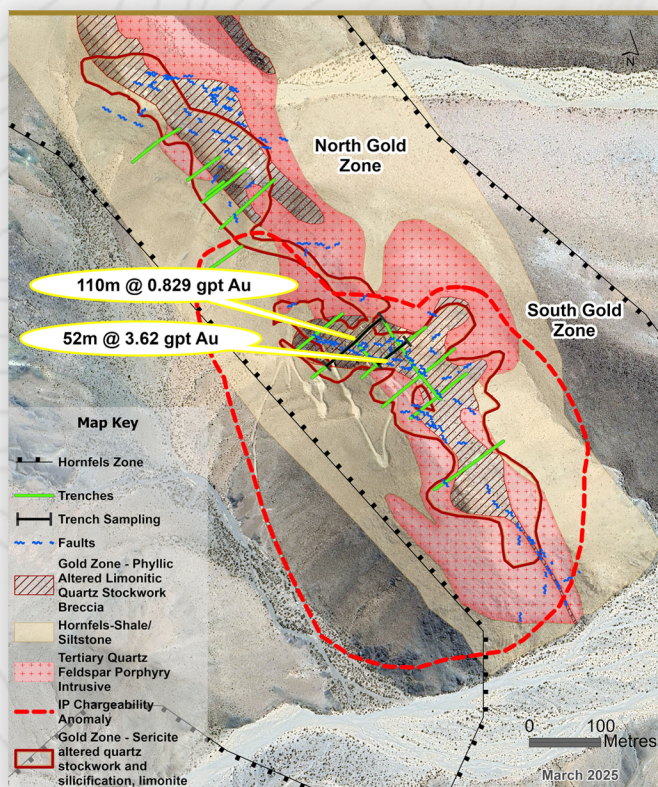 N
North Gold
Zone
110m @ 0.829 gpt Au
South Gold
Zone
52m @ 3.62 gpt Au
Map Key
Hornfels Zone
Trenches
Trench Sampling
Faults
Gold Zone - Phyllic
Altered Limonitic
Quartz Stockwork
Breccia
Hornfels-Shale/
Siltstone
Tertiary Quartz
Feldspar Porphyry
Intrusive
IP Chargeability
Anomaly
Gold Zone - Sericite
altered quartz
stockwork and
silicification, limonite
0 100
Metres
March 2025